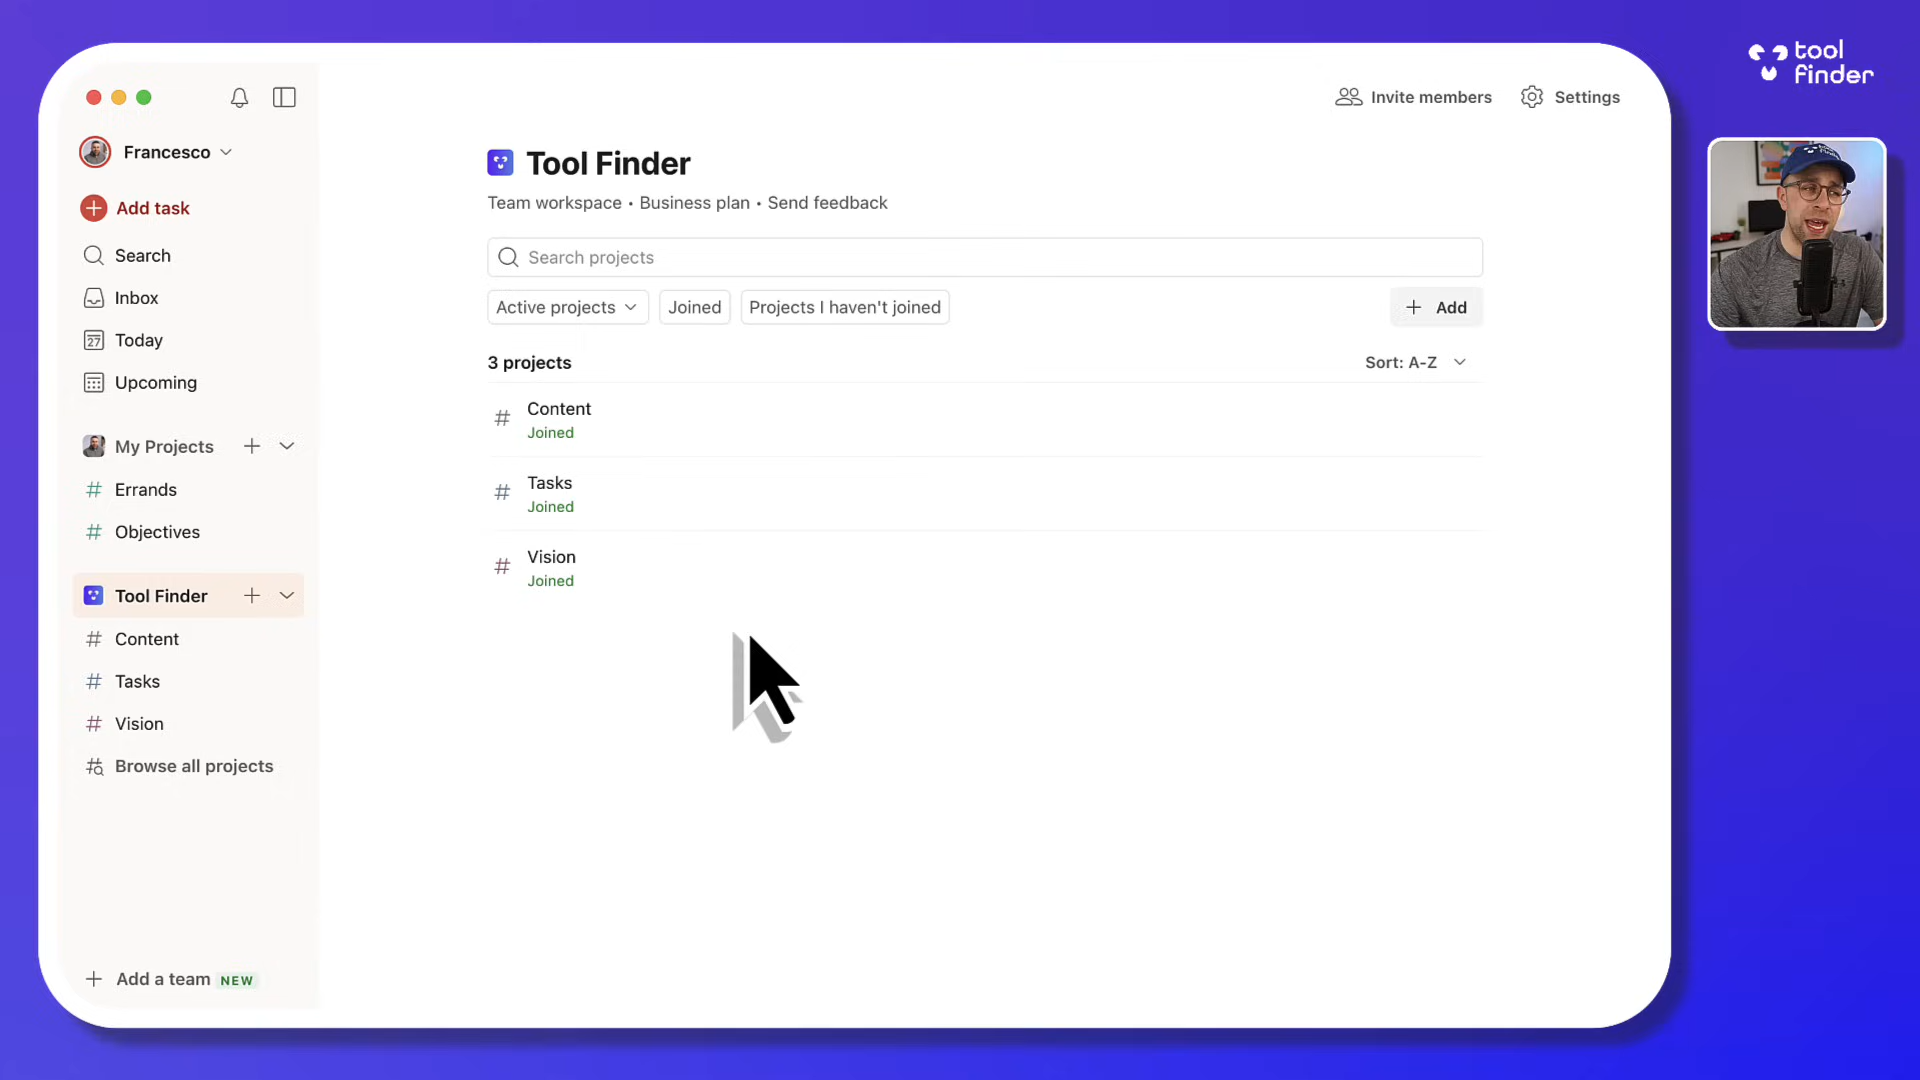 tool
finder
Invite members
Settings
Francesco
Add task
Search
Inbox
27
Today
Upcoming
My Projects
Errands
Objectives
Tool Finder
Content
Tasks
Vision
Browse all projects
Add a team NEW
Tool Finder
Team workspace • Business plan • Send feedback
Search projects
Active projects
Joined
Projects I haven't joined
+ Add
3 projects
Sort: A-Z
# Content
Joined
# Tasks
Joined
# Vision
Joined